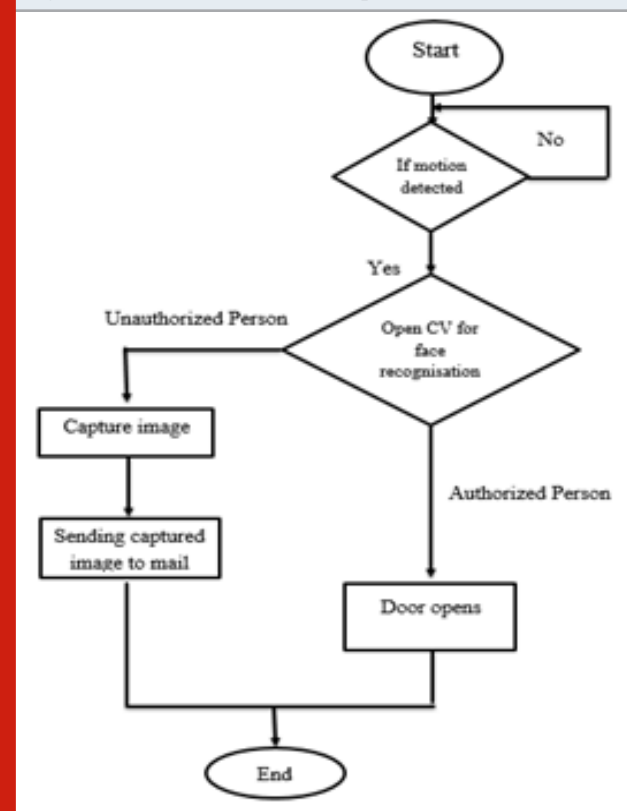 Start
No
If motion
detected
Yes
Unauthorized Person
Open CV for
face
recognisation
Capture image
Authorized Person
Sending captured
image to mail
Door opens
End